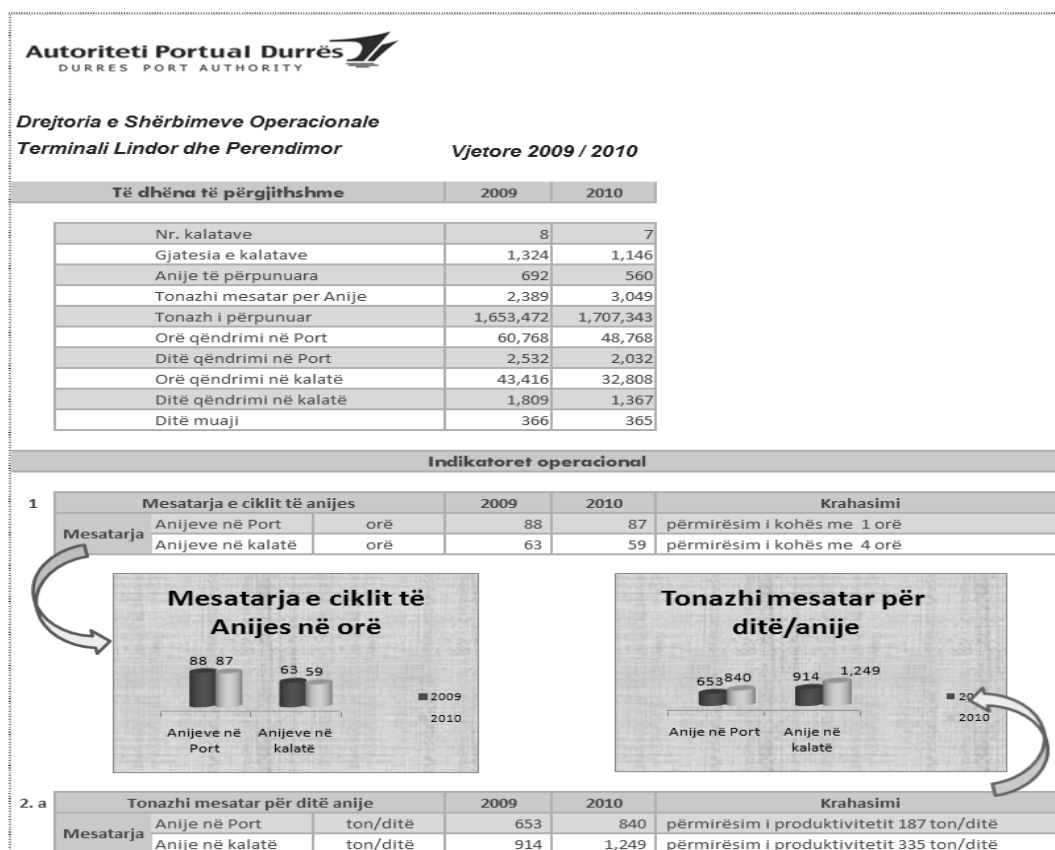 Autoriteti Portual Durrës
DURRES PORT AUTHORITY
Drejtoria e Shërbimeve Operacionale
Terminali Lindor dhe Perendimor Vjetore 2009 / 2010
Të dhëna të përgjithshme 2009 2010
Nr. kalatave 8 7
Gjatesia e kalatave 1,324 1,146
Anije të përpunuara 692 560
Tonazhi mesatar per Anije 2,389 3,049
Tonazh i përpunuar 1,653,472 1,707,343
Orë qëndrimi në Port 60,768 48,768
Ditë qëndrimi në Port 2,532 2,032
Orë qëndrimi në kalatë 43,416 32,808
Ditë qëndrimi në kalatë 1,809 1,367
Ditë muaji 366 365
Indikatoret operacional
1 Mesatarja e ciklit të anijes 2009 2010 Krahasimi
Mesatarja
Anijeve në Port orë 88 87 përmirësim i kohës me 1 orë
Anijeve në kalatë orë 63 59 përmirësim i kohës me 4 orë
Mesatarja e ciklit të
Anijes në orë
88 87
63 59
2009
2010
Anijeve në Port
Anijeve në kalatë
Tonazhi mesatar për
ditë/anije
653 840
914 1,249
2010
Anije në Port
Anije në kalatë
2. a Tonazhi mesatar për ditë anije 2009 2010 Krahasimi
Mesatarja
Anije në Port ton/ditë 653 840 përmirësim i produktivitetit 187 ton/ditë
Anije në kalatë ton/ditë 914 1,249 përmirësim i produktivitetit 335 ton/ditë